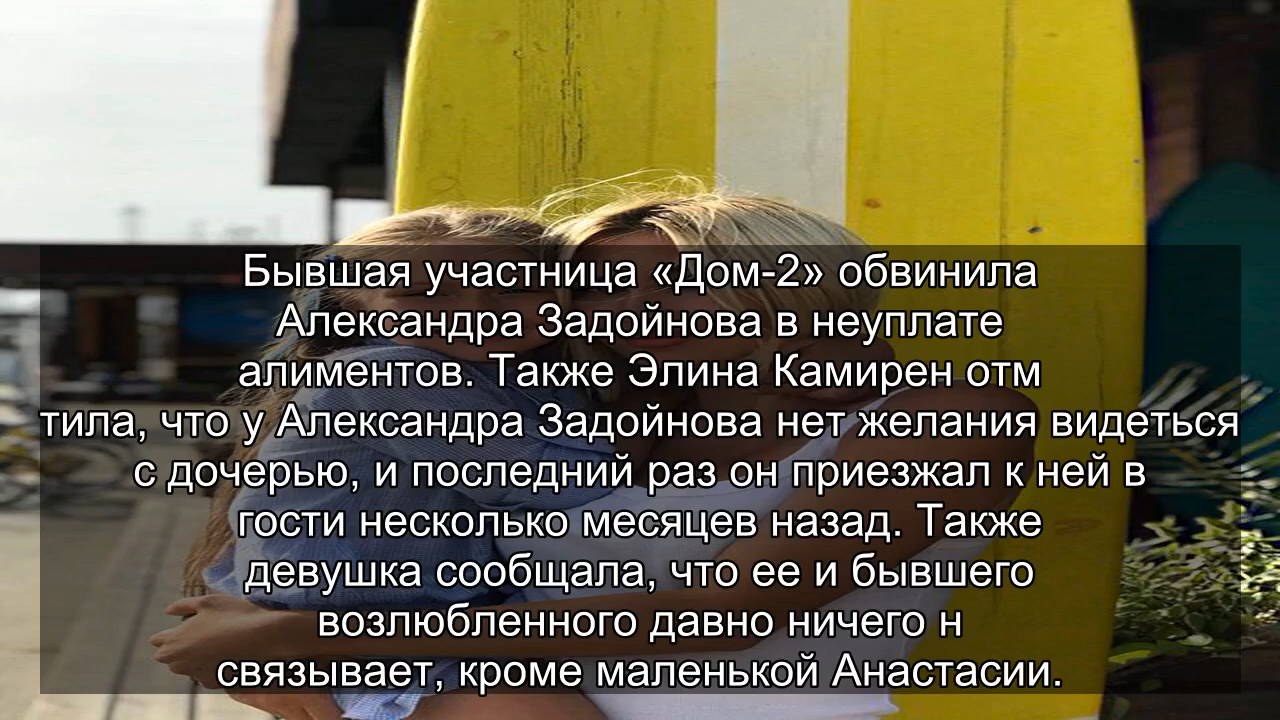 Бывшая участница «Дом-2» обвинила
Александра Задойнова в неуплате
алиментов. Также Элина Камирен отм
тила, что у Александра Задойнова нет желания видеться
с дочерью, и последний раз он приезжал к ней в
гости несколько месяцев назад. Также
девушка сообщала, что ее и бывшего
возлюбленного давно ничего н
связывает, кроме маленькой Анастасии.